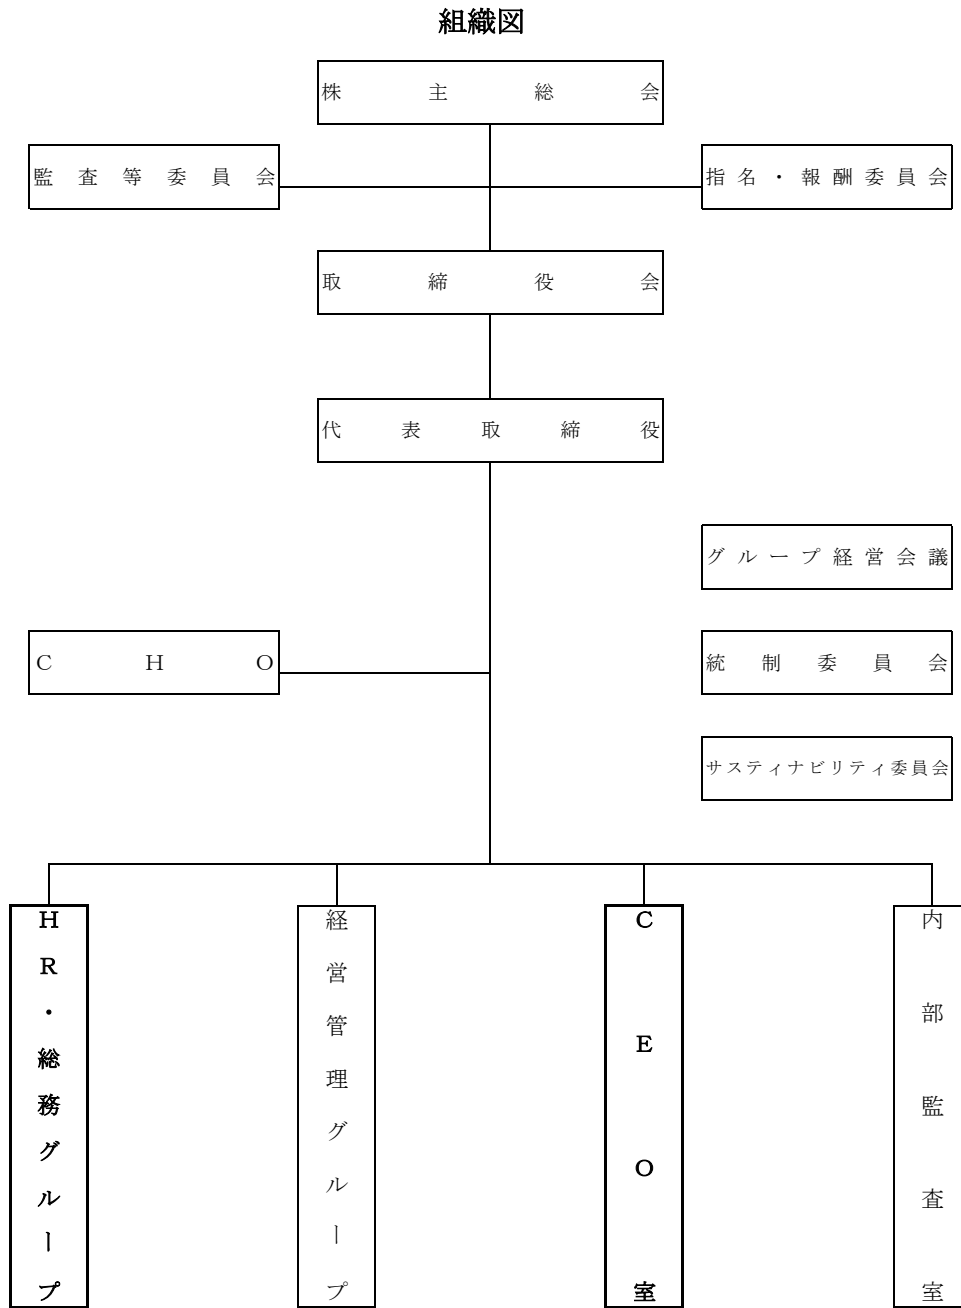 組織図
株主総会
監査等委員会
指名・報酬委員会
取締役会
代表取締役
グループ経営会議
CHO
統制委員会
サスティナビリティ委員会
HR・総務グループ
経営管理グループ
CEO室
内部監査室